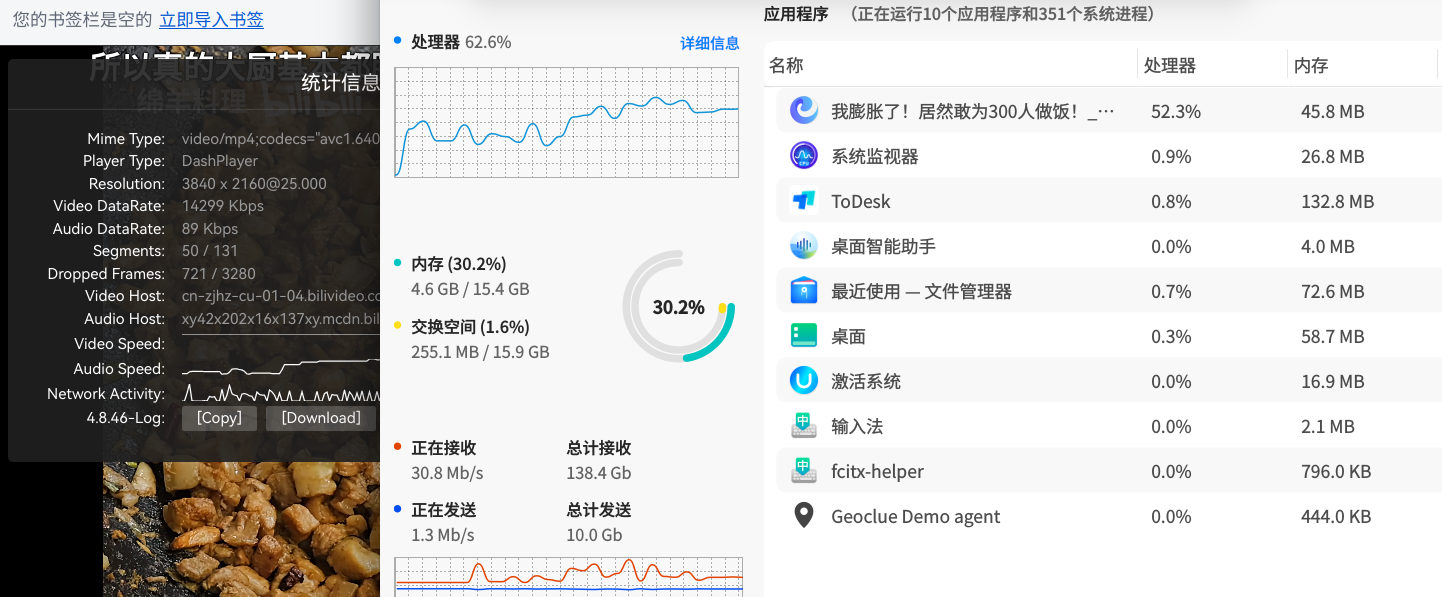 您的书签栏是空的 立即导入书签
所以真的大厨基本都
绵羊料理
统计信息
Mime Type: video/mp4;codecs="avc1.640
Player Type: DashPlayer
Resolution: 3840 x 2160@25.000
Video DataRate: 14299 Kbps
Audio DataRate: 89 Kbps
Segments: 50 / 131
Dropped Frames: 721 / 3280
Video Host: cn-zjhz-cu-01-04.bilivideo.co
Audio Host: xy42x202x16x137xy.mcdn.bil
Video Speed:
Audio Speed:
Network Activity:
4.8.46-Log: [Copy] [Download]
处理器 62.6% 详细信息
内存 (30.2%)
4.6 GB / 15.4 GB
交换空间 (1.6%)
255.1 MB / 15.9 GB
30.2%
正在接收 总计接收
30.8 Mb/s 138.4 Gb
正在发送 总计发送
1.3 Mb/s 10.0 Gb
应用程序 （正在运行10个应用程序和351个系统进程）
名称 处理器 内存
我膨胀了！居然敢为300人做饭！_… 52.3% 45.8 MB
系统监视器 0.9% 26.8 MB
ToDesk 0.8% 132.8 MB
桌面智能助手 0.0% 4.0 MB
最近使用 — 文件管理器 0.7% 72.6 MB
桌面 0.3% 58.7 MB
激活系统 0.0% 16.9 MB
输入法 0.0% 2.1 MB
fcitx-helper 0.0% 796.0 KB
Geoclue Demo agent 0.0% 444.0 KB